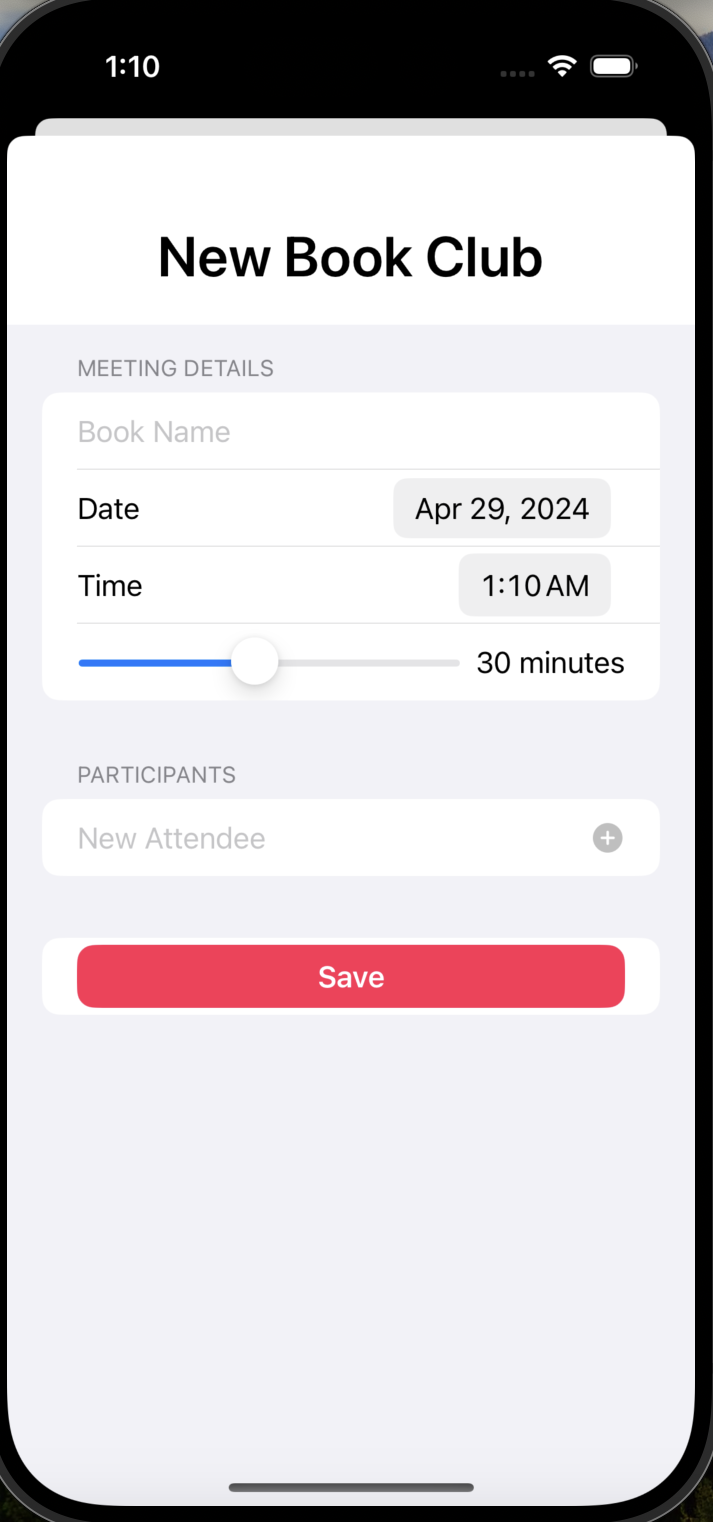 1:10
New Book Club
MEETING DETAILS
Book Name
Date Apr 29, 2024
Time 1:10 AM
30 minutes
PARTICIPANTS
New Attendee
Save